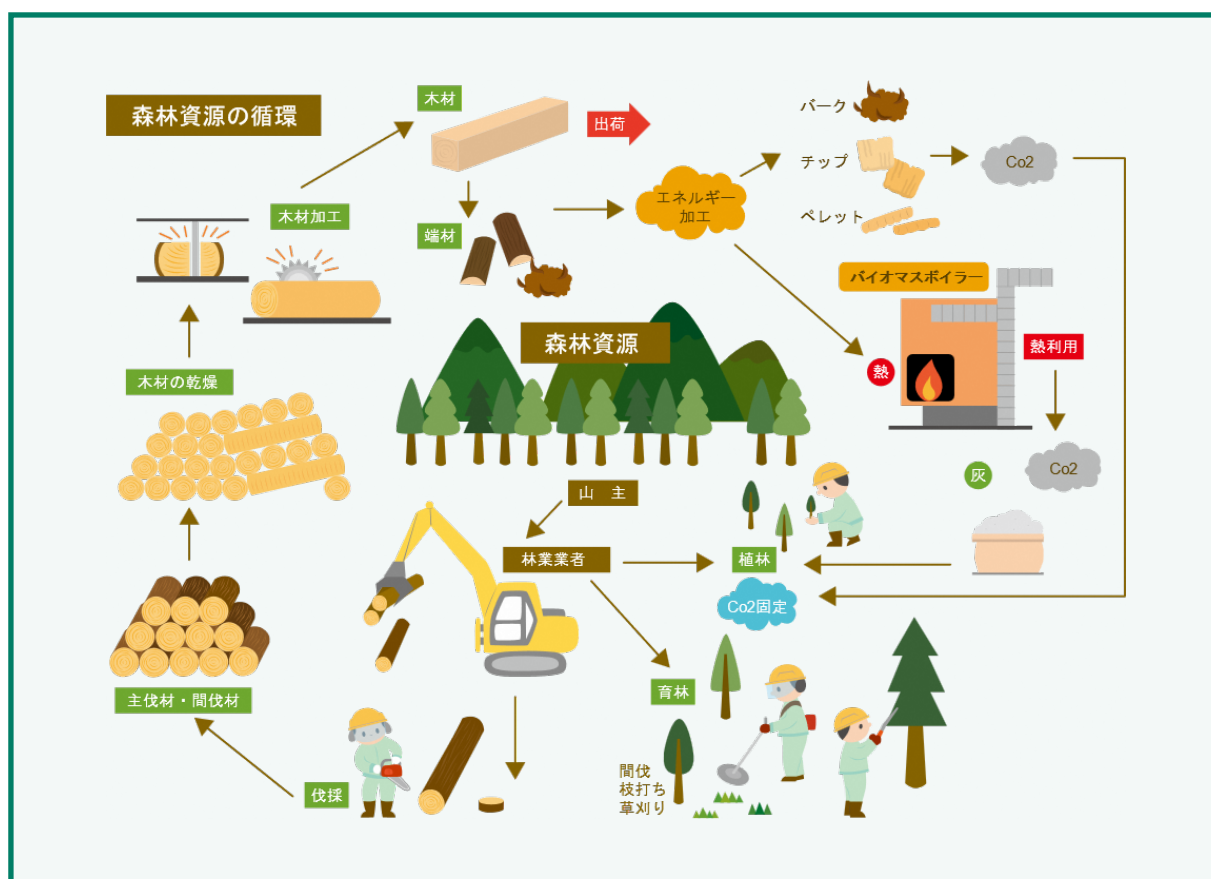 森林資源の循環
木材
出荷
バーク
チップ
ペレット
Co2
エネルギー
加工
木材加工
端材
バイオマスボイラー
熱
熱利用
Co2
灰
森林資源
木材の乾燥
山 主
林業業者
植林
Co2固定
育林
間伐
枝打ち
草刈り
主伐材・間伐材
伐採